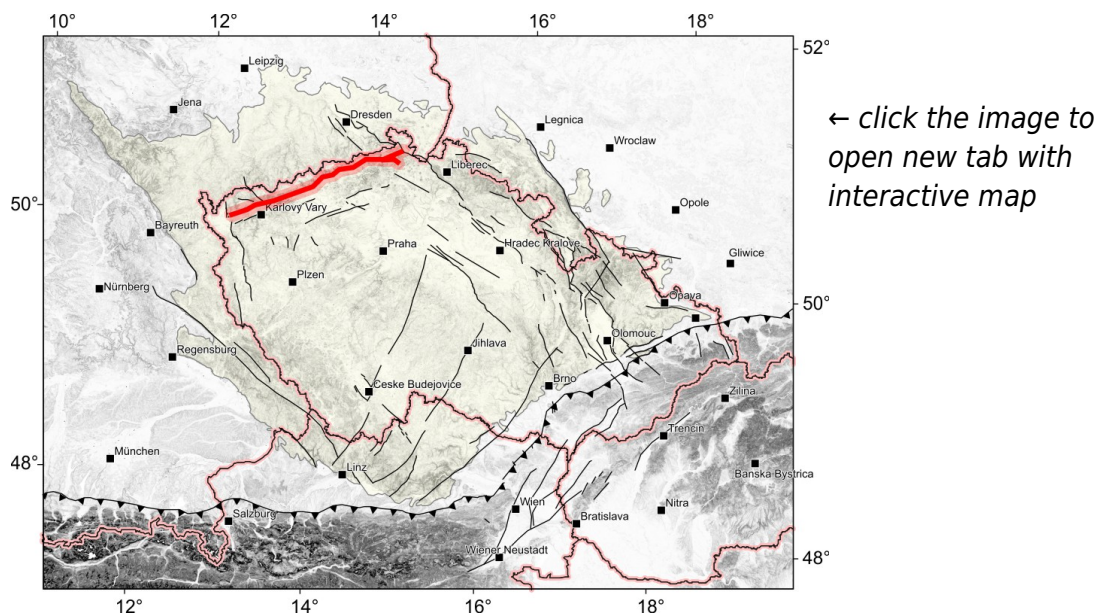 10°
12°
14°
16°
18°
52°
Leipzig
Jena
Dresden
Legnica
Wroclaw
Liberec
← click the image to
open new tab with
interactive map
50°
Karlovy Vary
Opole
Bayreuth
Praha
Hradec Kralove
Gliwice
Plzen
Nürnberg
Opava
50°
Olomouc
Regensburg
Jihlava
Ceske Budejovice
Brno
Zilina
Trencin
48°
München
Linz
Banska Bystrica
Wien
Nitra
Salzburg
Bratislava
Wiener Neustadt
48°
12°
14°
16°
18°